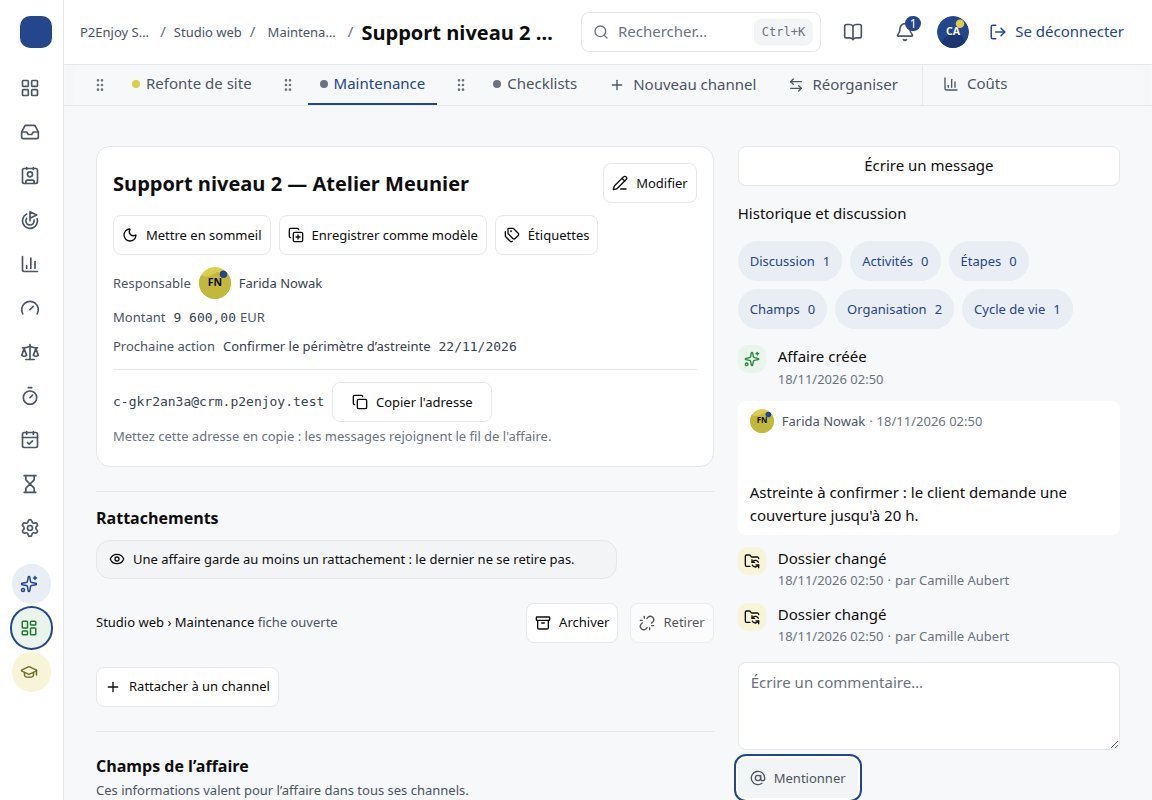 P2Enjoy S... / Studio web / Maintena... / Support niveau 2 ...
Rechercher... Ctrl+K
1
CA
Se déconnecter
Refonte de site
Maintenance
Checklists
Nouveau channel
Réorganiser
Coûts
Support niveau 2 — Atelier Meunier
Modifier
Mettre en sommeil
Enregistrer comme modèle
Étiquettes
Responsable FN Farida Nowak
Montant 9 600,00 EUR
Prochaine action Confirmer le périmètre d’astreinte 22/11/2026
c-gkr2an3a@crm.p2enjoy.test
Copier l'adresse
Mettez cette adresse en copie : les messages rejoignent le fil de l'affaire.
Rattachements
Une affaire garde au moins un rattachement : le dernier ne se retire pas.
Studio web › Maintenance fiche ouverte
Archiver
Retirer
Rattacher à un channel
Champs de l’affaire
Ces informations valent pour l’affaire dans tous ses channels.
Écrire un message
Historique et discussion
Discussion 1
Activités 0
Étapes 0
Champs 0
Organisation 2
Cycle de vie 1
Affaire créée
18/11/2026 02:50
FN Farida Nowak · 18/11/2026 02:50
Astreinte à confirmer : le client demande une
couverture jusqu'à 20 h.
Dossier changé
18/11/2026 02:50 · par Camille Aubert
Dossier changé
18/11/2026 02:50 · par Camille Aubert
Écrire un commentaire...
Mentionner